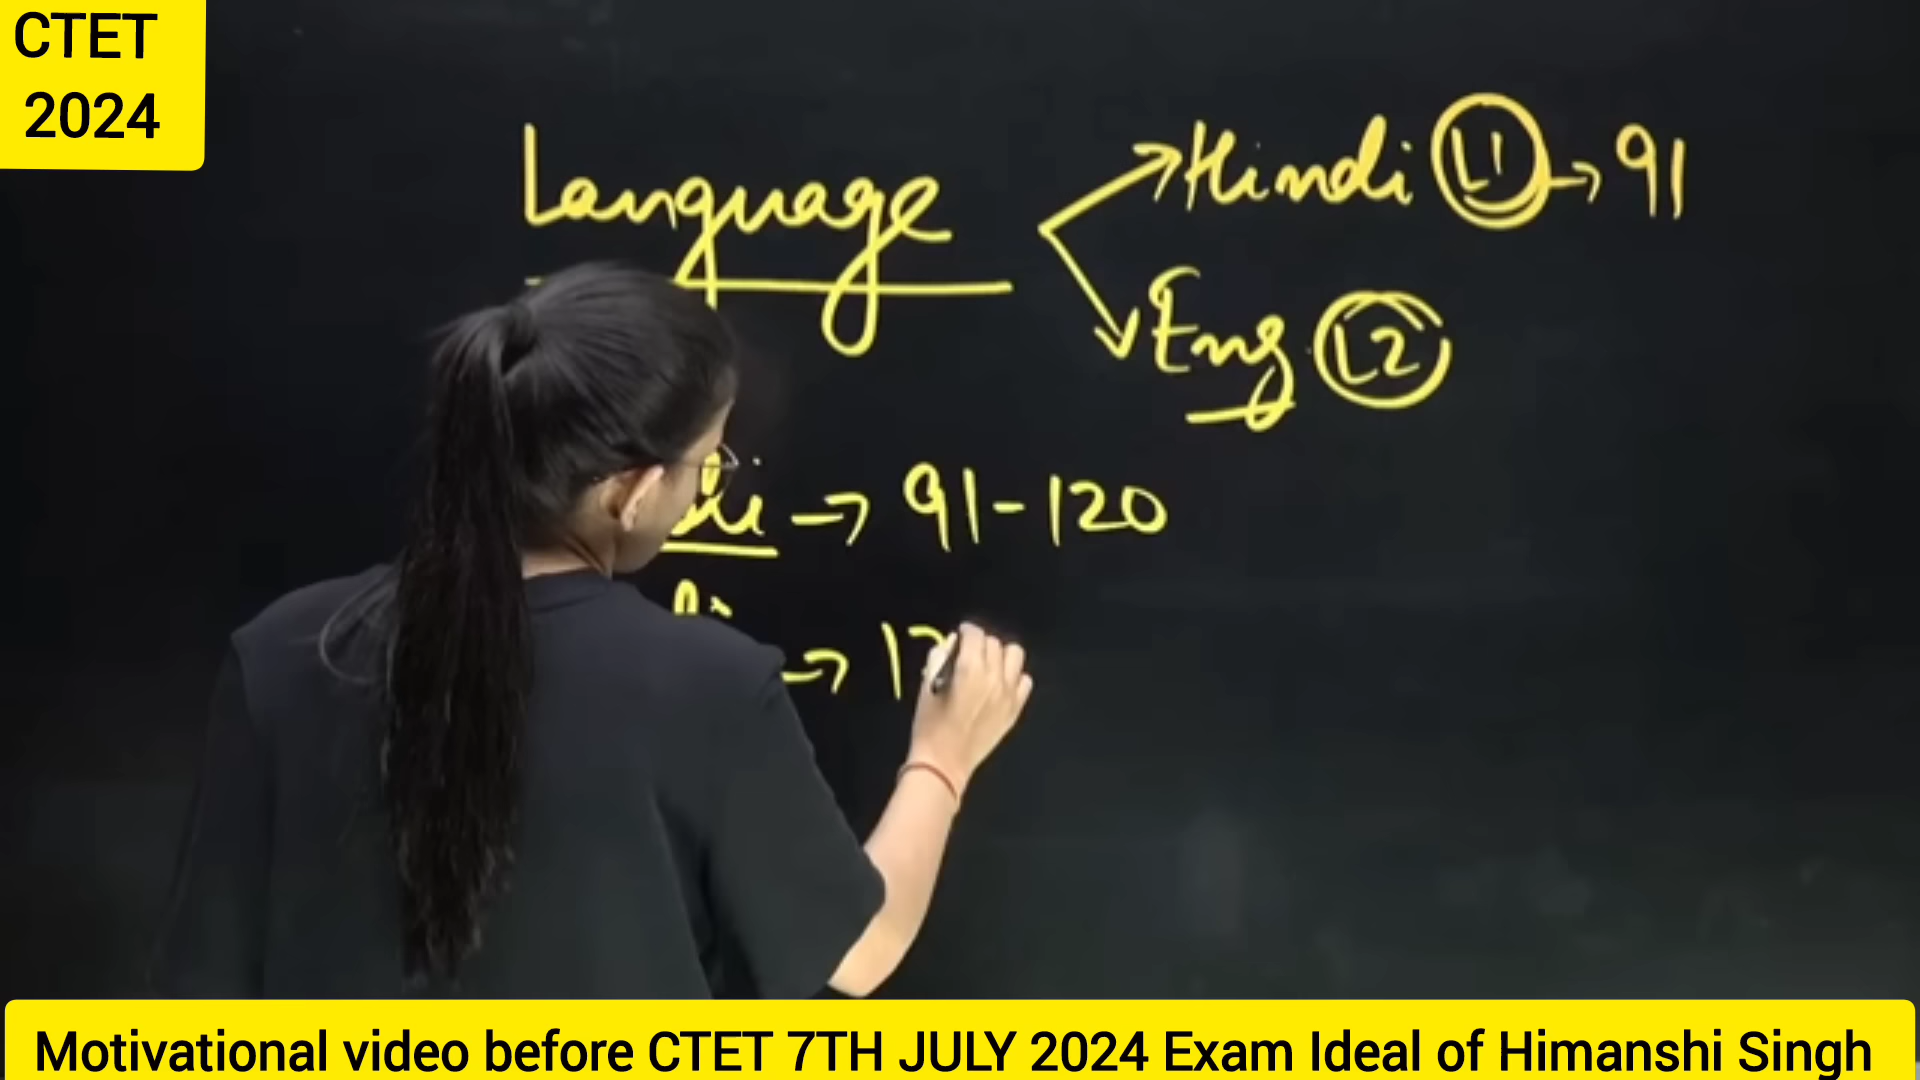 CTET
2024
Language
Hindi L1 → 91
Eng L2
→ 91-120
→ 12
Motivational video before CTET 7TH JULY 2024 Exam Ideal of Himanshi Singh